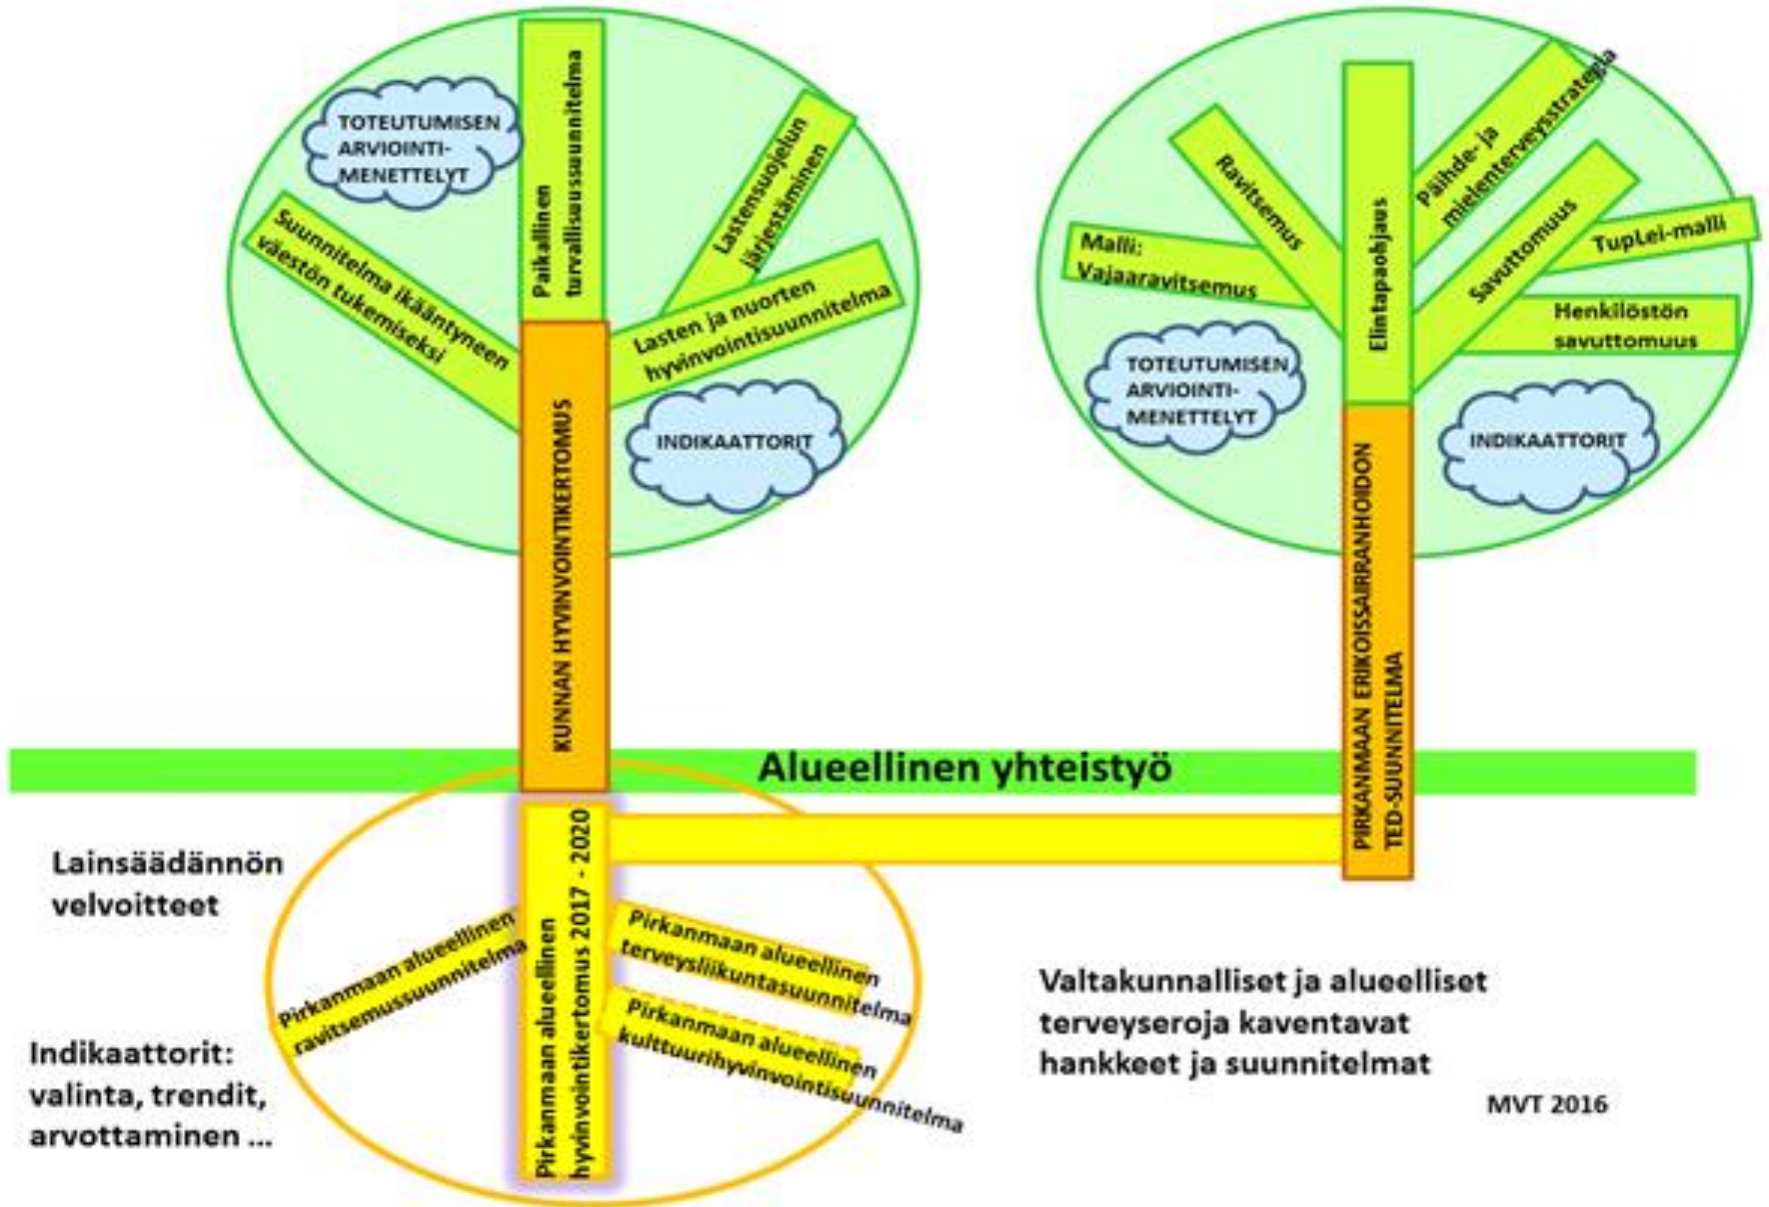 TOTEUTUMISEN
ARVIOINTI-
MENETTELYT
Suunnitelma ikääntyneen
väestön tukemiseksi
Paikallinen
turvallisuussuunnitelma
Lastensuojelun
järjestäminen
Lasten ja nuorten
hyvinvointisuunnitelma
INDIKAATTORIT
KUNNAN HYVINVOINTIKERTOMUS
Malli:
Vajaaravitsemus
Ravitsemus
Elintapaohjaus
Päihde- ja
mielenterveysstrategia
Savuttomuus
TupLei-malli
Henkilöstön
savuttomuus
TOTEUTUMISEN
ARVIOINTI-
MENETTELYT
INDIKAATTORIT
PIRKANMAAN ERIKOISSAIRRANHOIDON
TED-SUUNNITELMA
Alueellinen yhteistyö
Lainsäädännön
velvoitteet
Indikaattorit:
valinta, trendit,
arvottaminen ...
Pirkanmaan alueellinen
ravitsemussuunnitelma
Pirkanmaan alueellinen
hyvinvointikertomus 2017 - 2020
Pirkanmaan alueellinen
terveysliikuntasuunnitelma
Pirkanmaan alueellinen
kulttuurihyvinvointisuunnitelma
Valtakunnalliset ja alueelliset
terveyseroja kaventavat
hankkeet ja suunnitelmat
MVT 2016